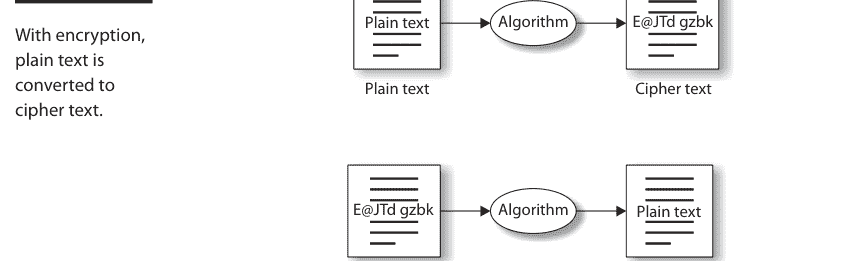 With encryption,
plain text is
converted to
cipher text.
Plain text
Algorithm
E@JTd gzbk
Plain text
Cipher text
E@JTd gzbk
Algorithm
Plain text